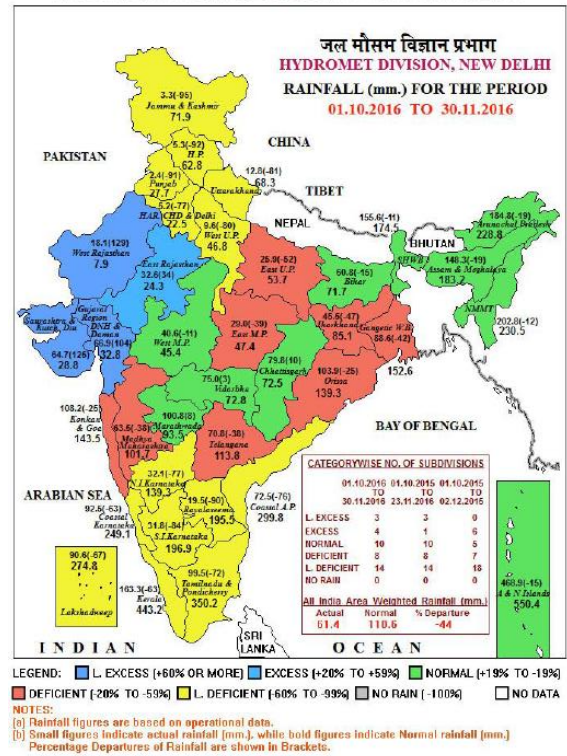 जल मौसम विज्ञान प्रभाग
HYDROMET DIVISION, NEW DELHI
RAINFALL (mm.) FOR THE PERIOD
01.10.2016 TO 30.11.2016
3.3(-95)
Jammu & Kashmir
71.9
CHINA
PAKISTAN
5.3(-92)
H.P.
62.8
2.4(-91)
Punjab
27.7
12.8(-81)
Uttarakhand
68.3
TIBET
5.2(-77)
HAR. CHD & Delhi
22.5
9.6(-80)
West U.P.
46.8
NEPAL
BHUTAN
155.6(-11)
174.5
SHWB
184.8(-19)
Arunachal Pradesh
228.8
18.1(129)
West Rajasthan
7.9
East Rajasthan
32.6(34)
24.3
25.9(-52)
East U.P.
53.7
60.8(-15)
Bihar
71.7
148.3(-19)
Assam & Meghalaya
183.2
NMMT
202.8(-12)
230.5
Saurashtra &
Kutch, Diu
64.7(126)
28.8
Gujarat
Region
DNH &
Daman
66.9(104)
32.8
40.6(-11)
West M.P.
45.4
29.0(-39)
East M.P.
47.4
45.5(-47)
Jharkhand
85.1
Gangetic W.B.
88.6(-42)
152.6
79.8(10)
Chhattisgarh
72.5
75.0(3)
Vidarbha
72.8
103.9(-25)
Orissa
139.3
108.2(-25)
Konkan
& Goa
143.5
63.5(-38)
Madhya
Maharashtra
101.7
100.8(8)
Marathwada
93.5
70.8(-38)
Telangana
113.8
BAY OF BENGAL
ARABIAN SEA
32.1(-77)
N.I.Karnataka
139.3
19.5(-90)
Rayalaseema
195.5
72.5(-76)
Coastal A.P.
299.8
92.5(-63)
Coastal
Karnataka
249.1
31.8(-84)
S.I.Karnataka
196.9
90.6(-67)
274.8
Lakshadweep
163.3(-63)
Kerala
443.2
99.5(-72)
Tamilnadu &
Pondicherry
350.2
CATEGORYWISE NO. OF SUBDIVISIONS
01.10.2016 01.10.2015 01.10.2015
TO TO TO
30.11.2016 23.11.2015 02.12.2015
L. EXCESS 3 3 0
EXCESS 4 1 6
NORMAL 10 10 5
DEFICIENT 8 8 7
L. DEFICIENT 14 14 18
NO RAIN 0 0 0
All India Area Weighted Rainfall (mm.)
Actual Normal % Departure
61.4 110.6 -44
468.9(-15)
A & N Islands
550.4
SRI
LANKA
INDIAN OCEAN
LEGEND: L. EXCESS (+60% OR MORE) EXCESS (+20% TO +59%) NORMAL (+19% TO -19%)
DEFICIENT (-20% TO -59%) L. DEFICIENT (-60% TO -99%) NO RAIN (-100%) NO DATA
NOTES:
(a) Rainfall figures are based on operational data.
(b) Small figures indicate actual rainfall (mm.), while bold figures indicate Normal rainfall (mm.)
Percentage Departures of Rainfall are shown in Brackets.